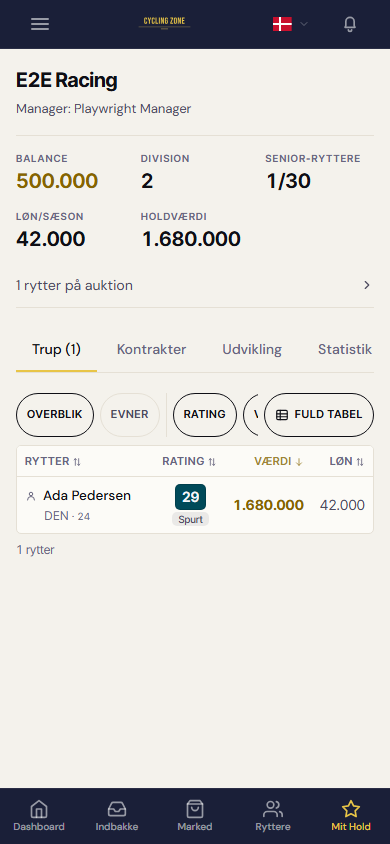 CYCLING ZONE
E2E Racing
Manager: Playwright Manager
BALANCE DIVISION SENIOR-RYTTERE
500.000 2 1/30
LØN/SÆSON HOLDVÆRDI
42.000 1.680.000
1 rytter på auktion
Trup (1) Kontrakter Udvikling Statistik
OVERBLIK EVNER RATING FULD TABEL
RYTTER RATING VÆRDI LØN
Ada Pedersen 29 1.680.000 42.000
DEN · 24 Spurt
1 rytter
Dashboard Indbakke Marked Ryttere Mit Hold